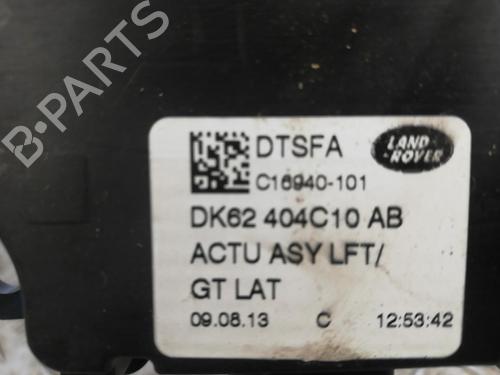 DTSFA
LAND-
ROVER
C16940-101
DK62 404C10 AB
ACTU ASY LFT/
GT LAT
09.08.13 C 12:53:42